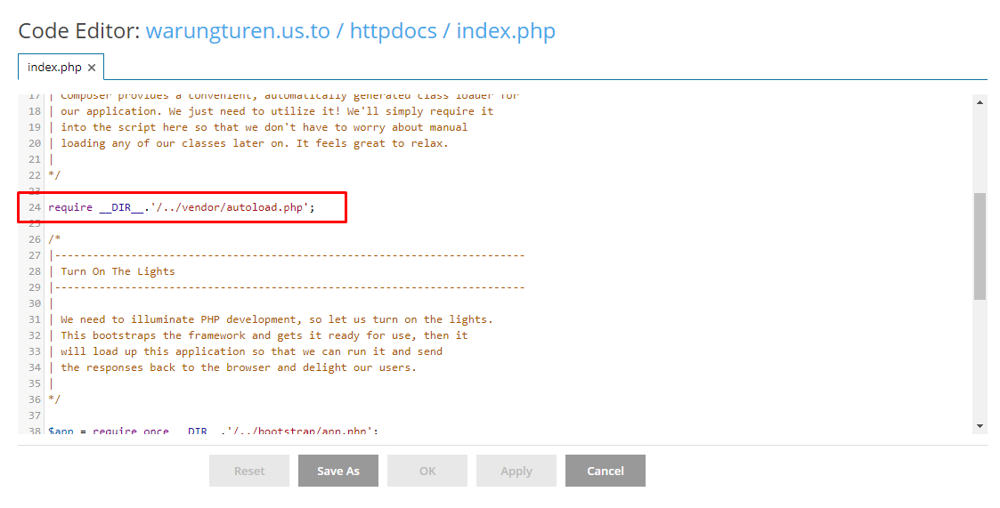 Code Editor: warungturen.us.to / httpdocs / index.php
index.php ×
17 | Composer provides a convenient, automatically generated class loader for
18 | our application. We just need to utilize it! We'll simply require it
19 | into the script here so that we don't have to worry about manual
20 | loading any of our classes later on. It feels great to relax.
21 |
22 */
23
24 require __DIR__.'/../vendor/autoload.php';
25
26 /*
27 |--------------------------------------------------------------------------
28 | Turn On The Lights
29 |--------------------------------------------------------------------------
30 |
31 | We need to illuminate PHP development, so let us turn on the lights.
32 | This bootstraps the framework and gets it ready for use, then it
33 | will load up this application so that we can run it and send
34 | the responses back to the browser and delight our users.
35 |
36 */
37
38 $app = require_once __DIR__.'/../bootstrap/app.php';
Reset Save As OK Apply Cancel